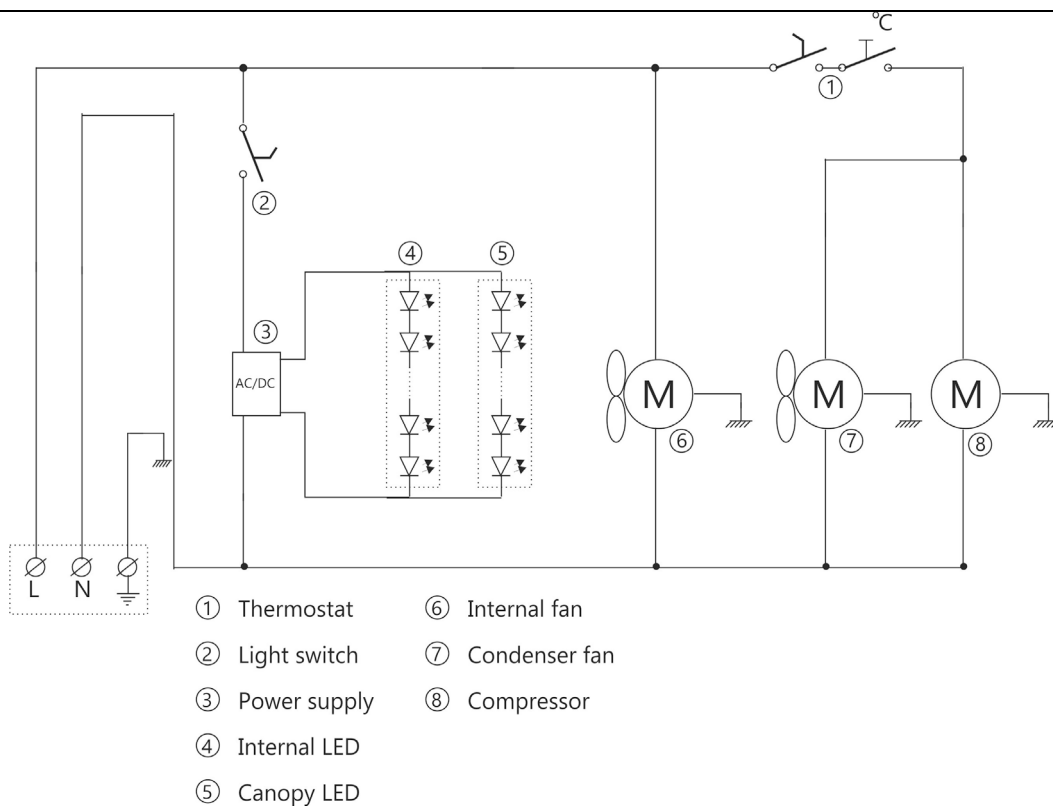 °C
①
②
④ ⑤
③
AC/DC
M M M
⑥ ⑦ ⑧
L N
① Thermostat ⑥ Internal fan
② Light switch ⑦ Condenser fan
③ Power supply ⑧ Compressor
④ Internal LED
⑤ Canopy LED